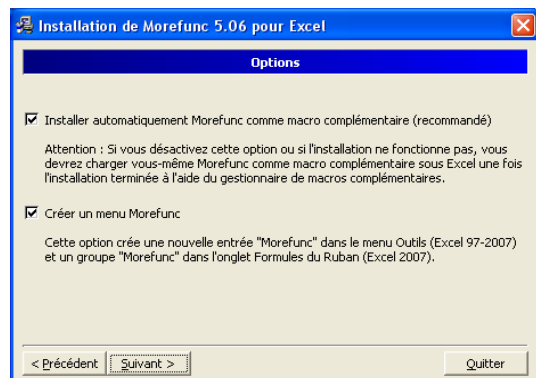 Installation de Morefunc 5.06 pour Excel
Options
Installer automatiquement Morefunc comme macro complémentaire (recommandé)
Attention : Si vous désactivez cette option ou si l'installation ne fonctionne pas, vous
devrez charger vous-même Morefunc comme macro complémentaire sous Excel une fois
l'installation terminée à l'aide du gestionnaire de macros complémentaires.
Créer un menu Morefunc
Cette option crée une nouvelle entrée "Morefunc" dans le menu Outils (Excel 97-2007)
et un groupe "Morefunc" dans l'onglet Formules du Ruban (Excel 2007).
< Précédent
Suivant >
Quitter